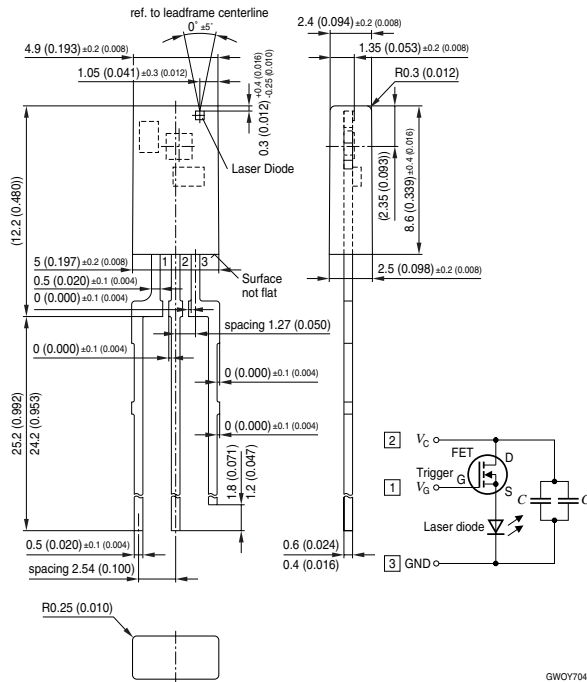 ref. to leadframe centerline
0° ±5°
4.9 (0.193) ±0.2 (0.008)
1.05 (0.041) ±0.3 (0.012)
0.3 (0.012) +0.4 (0.016) -0.25 (0.010)
Laser Diode
2.4 (0.094) ±0.2 (0.008)
1.35 (0.053) ±0.2 (0.008)
R0.3 (0.012)
(2.35 (0.093)
8.6 (0.339) ±0.4 (0.016)
(12.2 (0.480))
5 (0.197) ±0.2 (0.008)
1 2 3
Surface
not flat
2.5 (0.098) ±0.2 (0.008)
0.5 (0.020) ±0.1 (0.004)
0 (0.000) ±0.1 (0.004)
spacing 1.27 (0.050)
0 (0.000) ±0.1 (0.004)
0 (0.000) ±0.1 (0.004)
0 (0.000) ±0.1 (0.004)
25.2 (0.992)
24.2 (0.953)
1.8 (0.071)
1.2 (0.047)
0.5 (0.020) ±0.1 (0.004)
spacing 2.54 (0.100)
0.6 (0.024)
0.4 (0.016)
2 VC
FET
D
Trigger
1 VG
G
S
C C
Laser diode
3 GND
R0.25 (0.010)
GWOY7049